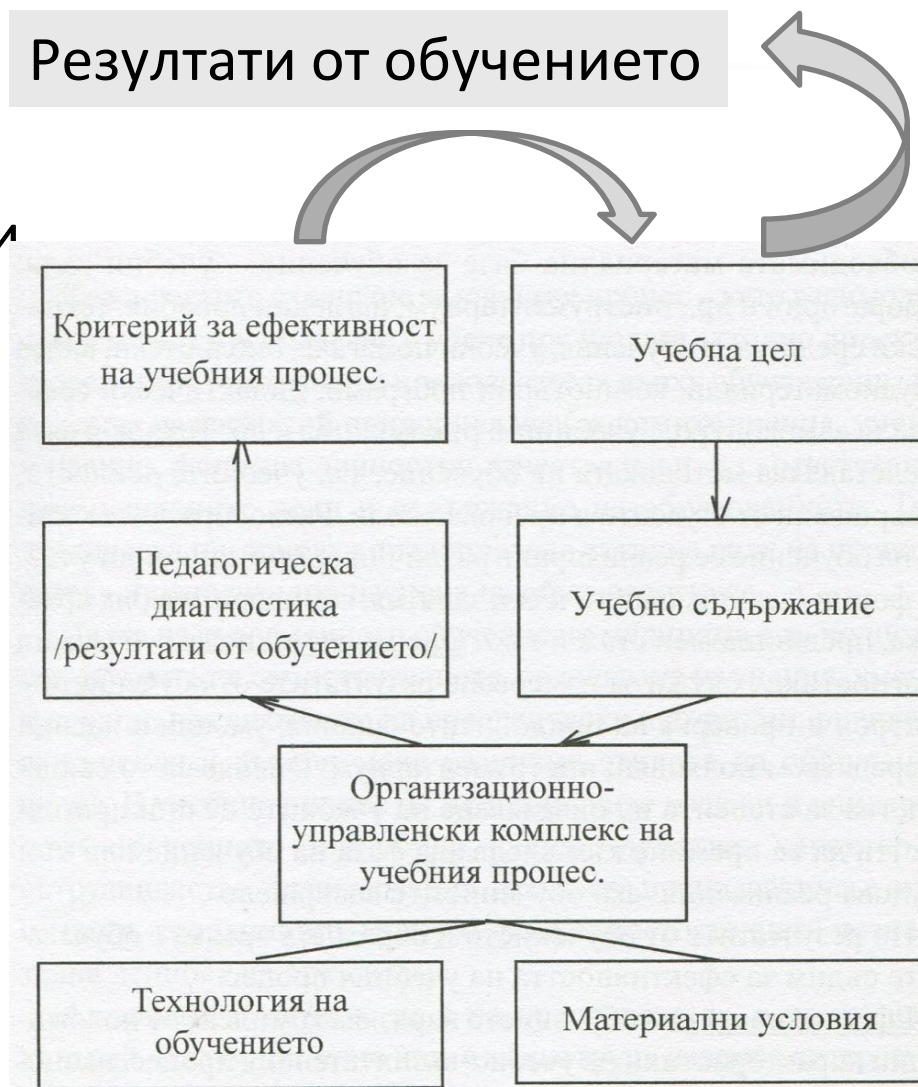 Резултати от обучението
и
Критерий за ефективност
на учебния процес.
Учебна цел
Педагогическа
диагностика
/резултати от обучението/
Учебно съдържание
Организационно-
управленски комплекс на
учебния процес.
Технология на
обучението
Материални условия